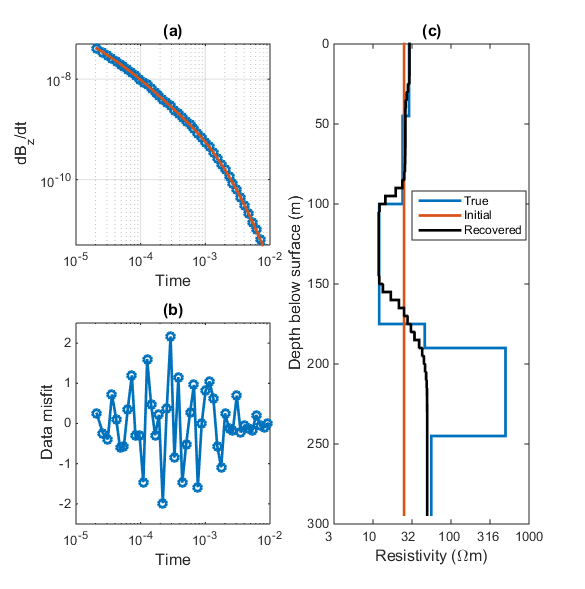 (a)
10^-8
10^-10
dB_z/dt
10^-5 10^-4 10^-3 10^-2
Time
(b)
2
1
0
-1
-2
Data misfit
10^-5 10^-4 10^-3 10^-2
Time
(c)
0
50
100
150
200
250
300
Depth below surface (m)
True
Initial
Recovered
3 10 32 100 316 1000
Resistivity (Ωm)